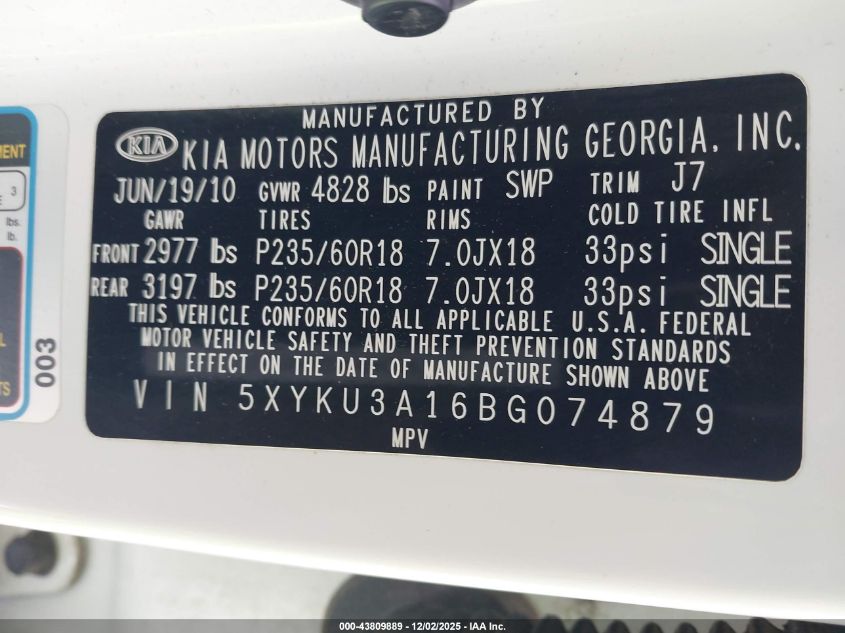 MANUFACTURED BY
KIA KIA MOTORS MANUFACTURING GEORGIA, INC.
JUN/19/10 GVWR 4828 lbs PAINT SWP TRIM J7
GAWR TIRES RIMS COLD TIRE INFL
FRONT 2977 lbs P235/60R18 7.0JX18 33psi SINGLE
REAR 3197 lbs P235/60R18 7.0JX18 33psi SINGLE
THIS VEHICLE CONFORMS TO ALL APPLICABLE U.S.A. FEDERAL
MOTOR VEHICLE SAFETY AND THEFT PREVENTION STANDARDS
IN EFFECT ON THE DATE OF MANUFACTURE SHOWN ABOVE
VIN 5XYKU3A16BG074879
MPV
3
lbs.
lb.
003
000-43809889 - 12/02/2025 - IAA Inc.